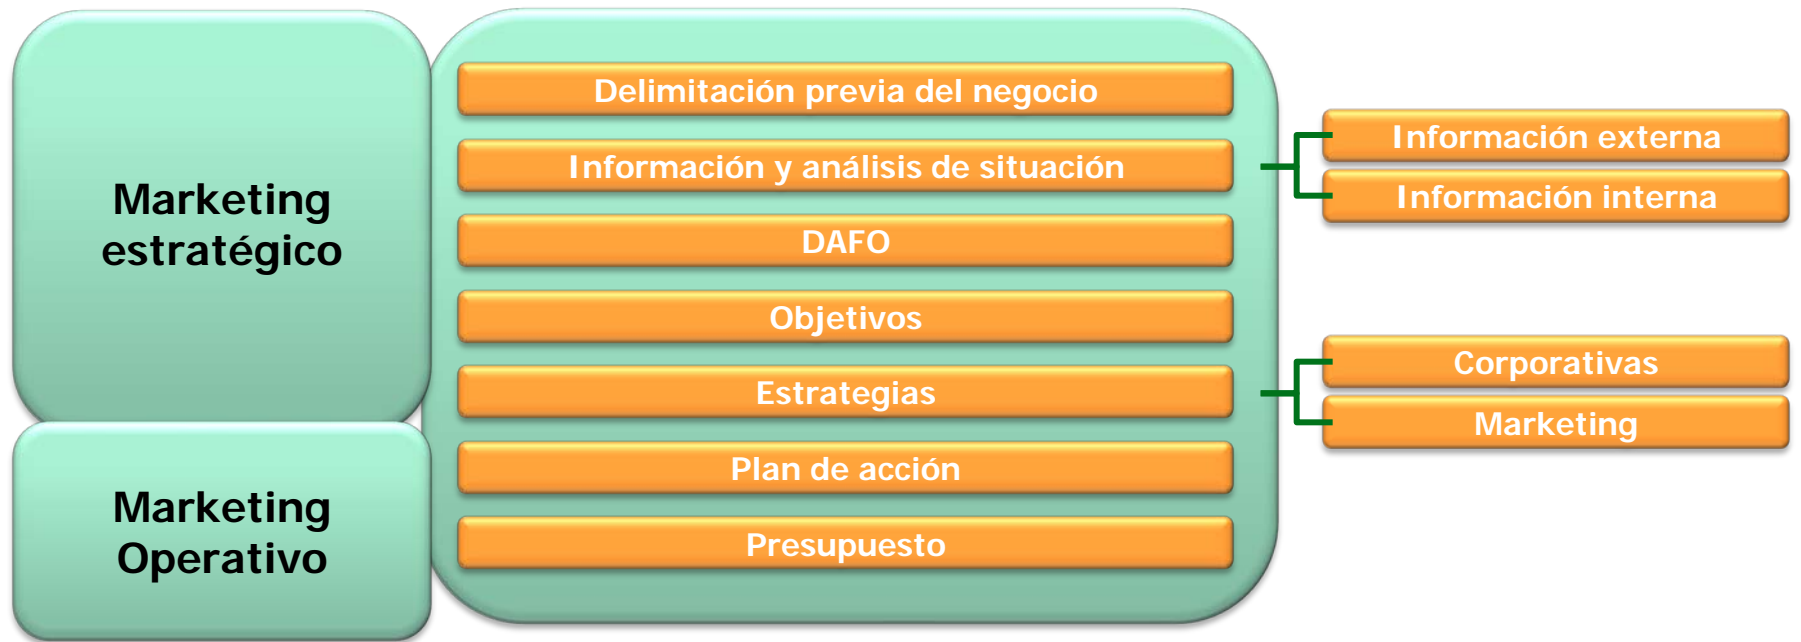 Marketing
estratégico
Marketing
Operativo
Delimitación previa del negocio
Información y análisis de situación
DAFO
Objetivos
Estrategias
Plan de acción
Presupuesto
Información externa
Información interna
Corporativas
Marketing